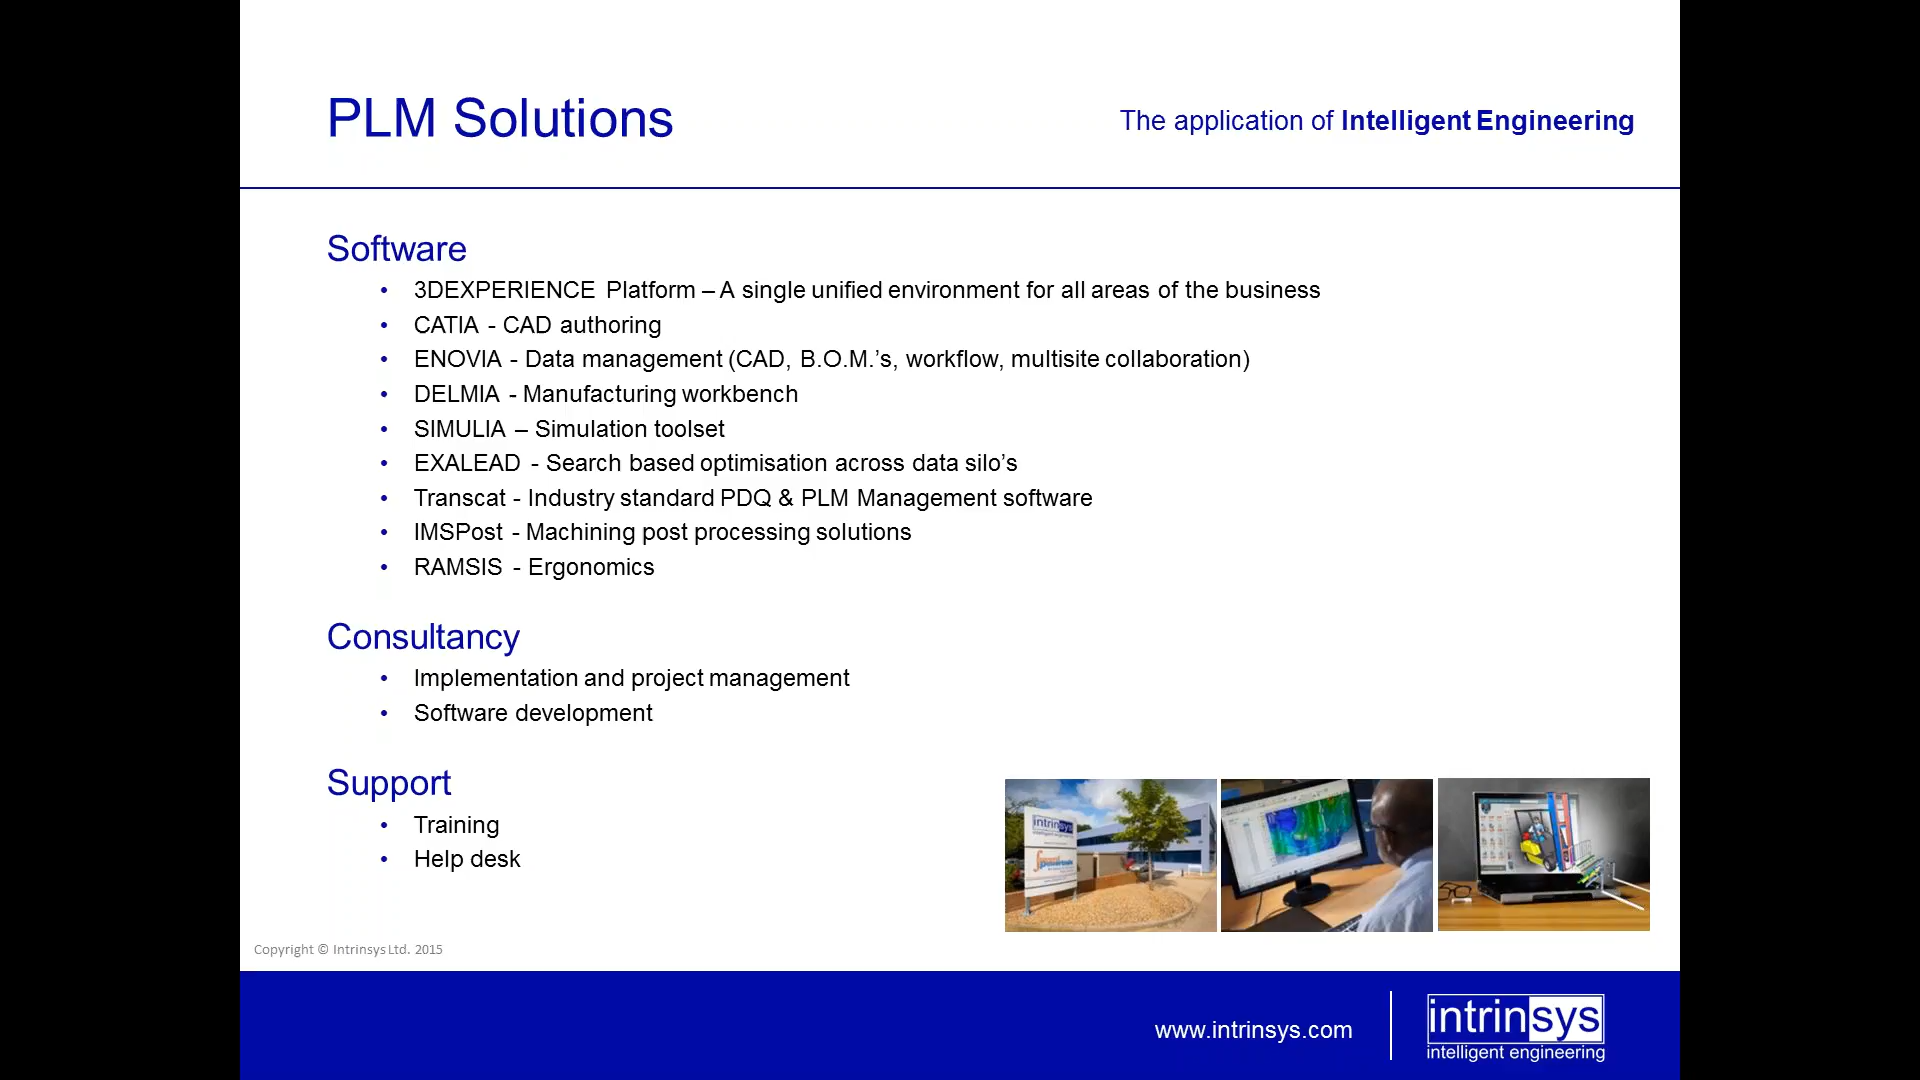 PLM Solutions
The application of Intelligent Engineering
Software
• 3DEXPERIENCE Platform – A single unified environment for all areas of the business
• CATIA - CAD authoring
• ENOVIA - Data management (CAD, B.O.M.’s, workflow, multisite collaboration)
• DELMIA - Manufacturing workbench
• SIMULIA – Simulation toolset
• EXALEAD - Search based optimisation across data silo’s
• Transcat - Industry standard PDQ & PLM Management software
• IMSPost - Machining post processing solutions
• RAMSIS - Ergonomics
Consultancy
• Implementation and project management
• Software development
Support
• Training
• Help desk
intrinsys
powertrain
Copyright © Intrinsys Ltd. 2015
www.intrinsys.com
intrinsys
intelligent engineering